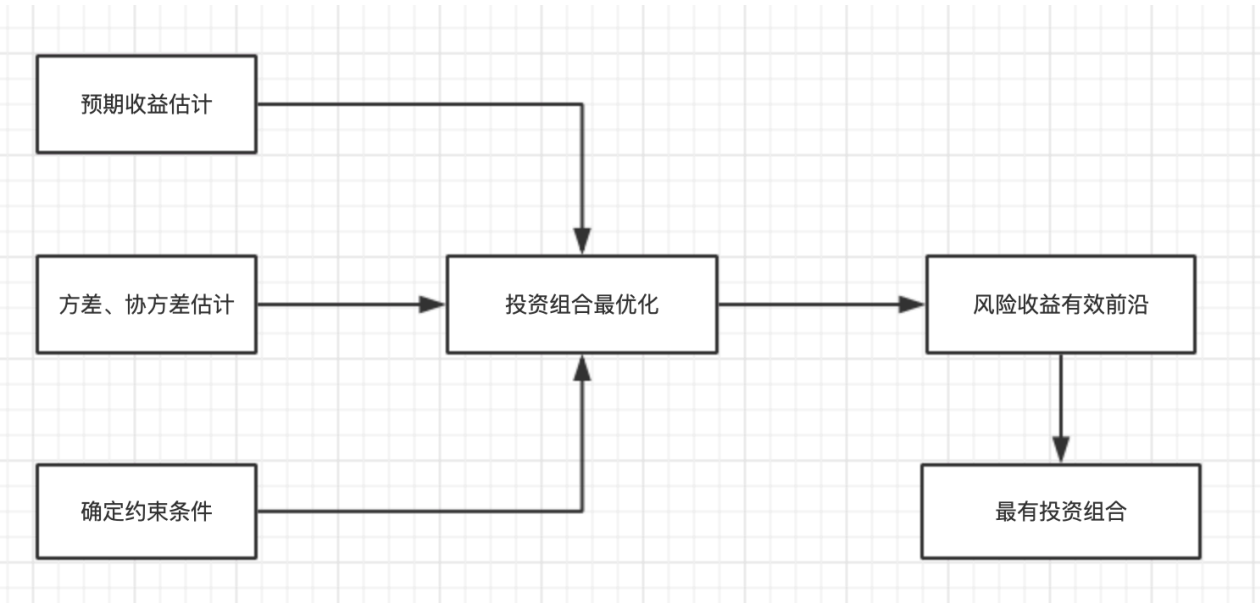 预期收益估计
方差、协方差估计
投资组合最优化
风险收益有效前沿
确定约束条件
最有投资组合